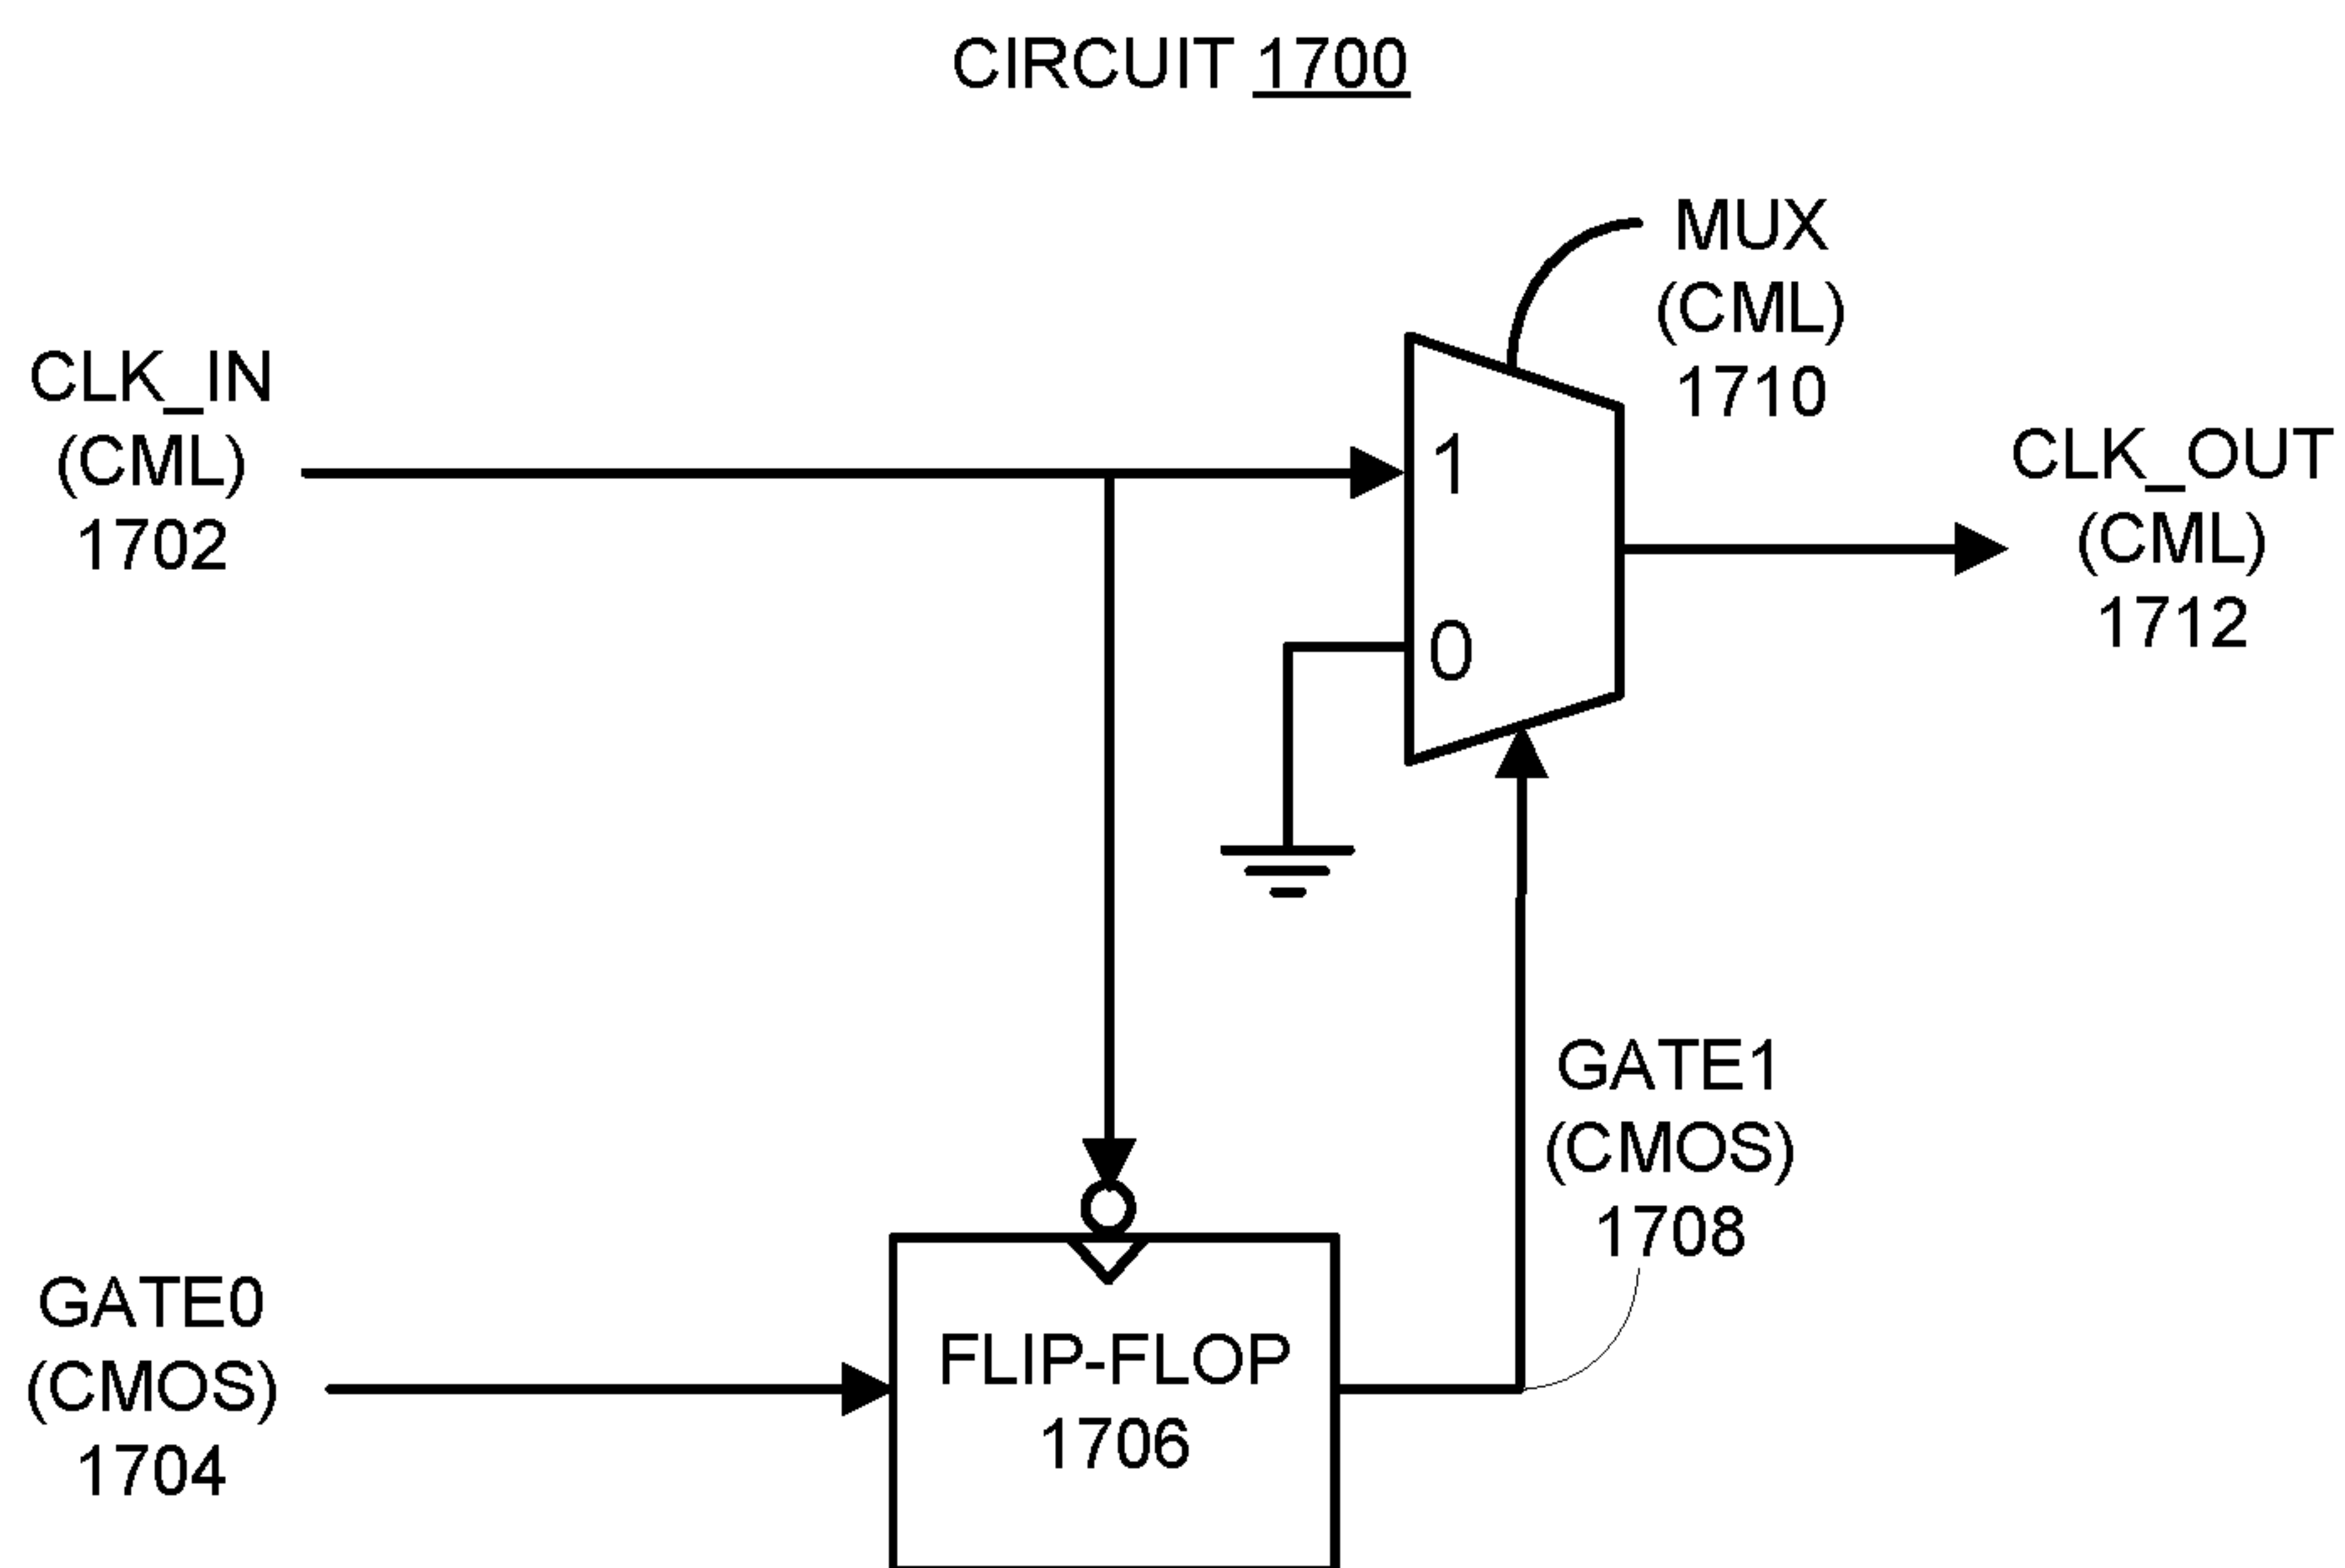 CIRCUIT 1700
MUX
(CML)
1710
CLK_IN
(CML)
1702
1
0
CLK_OUT
(CML)
1712
GATE1
(CMOS)
1708
GATE0
(CMOS)
1704
FLIP-FLOP
1706